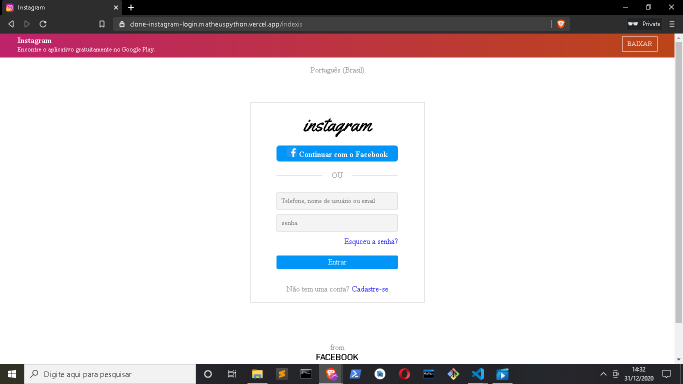 Instagram
clone-instagram-login.matheuspython.vercel.app/indexis
Private
Instagram
Encontre o aplicativo gratuitamente no Google Play.
BAIXAR
Português (Brasil)
instagram
Continuar com o Facebook
OU
Telefone, nome de usuário ou email
senha
Esqueceu a senha?
Entrar
Não tem uma conta? Cadastre-se
from
FACEBOOK
Digite aqui para pesquisar
14:32
31/12/2020